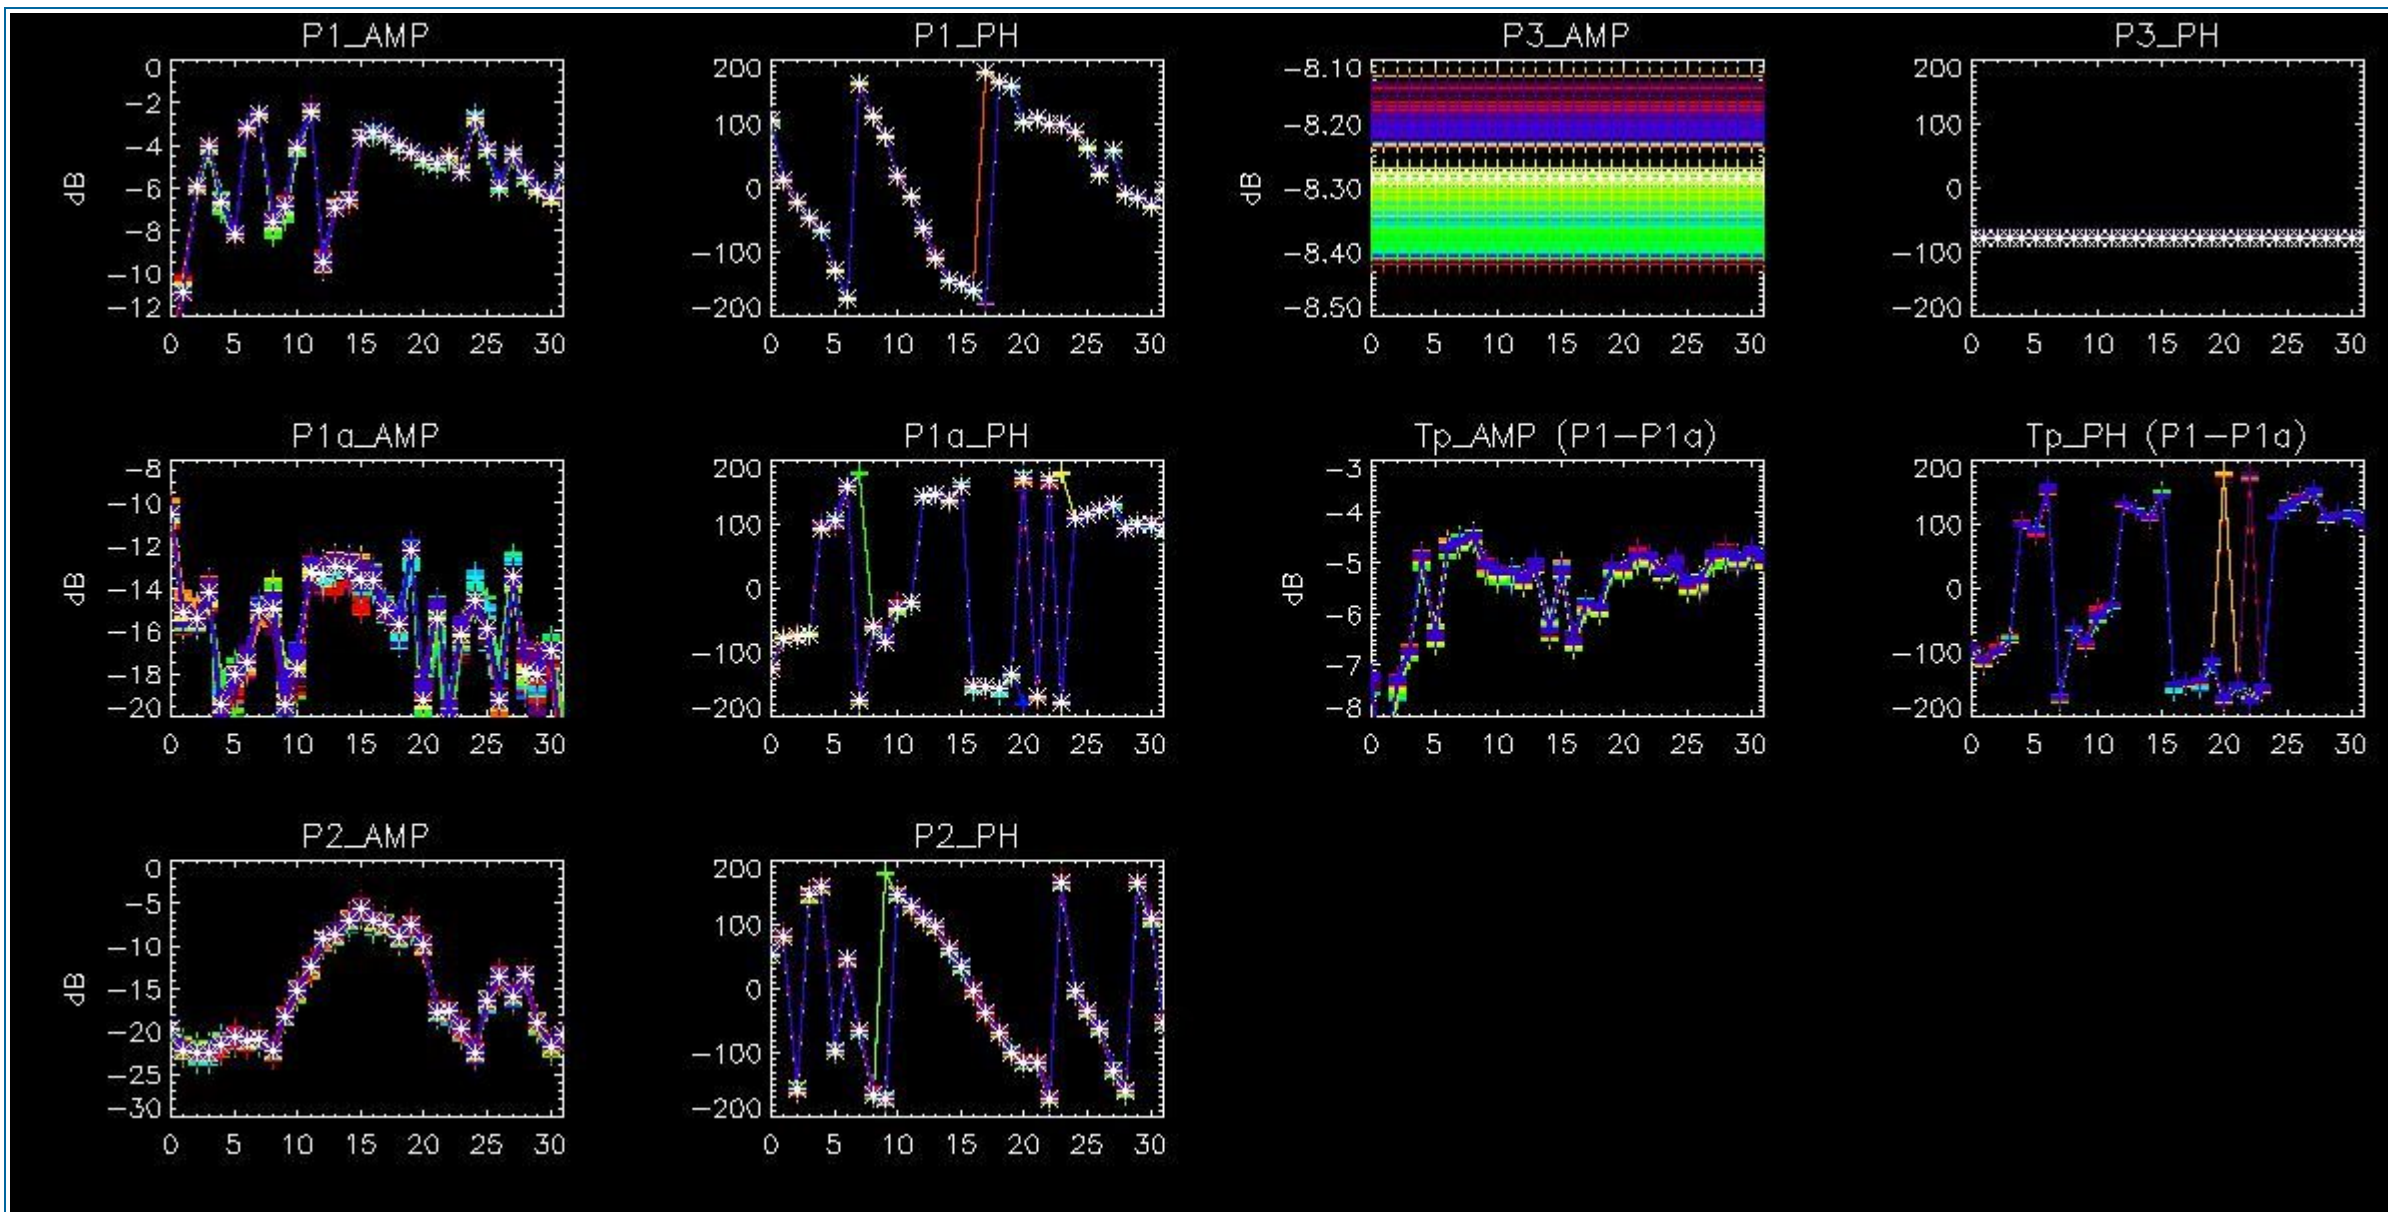 P1_AMP P1_PH P3_AMP P3_PH
0 200 −8.10 200
−2
−4 100 −8.20 100
−6 0 −8.30 0
dB dB
−8
−10 −100 −8.40 −100
−12 −200 −8.50 −200
0 5 10 15 20 25 30 0 5 10 15 20 25 30 0 5 10 15 20 25 30 0 5 10 15 20 25 30
P1a_AMP P1a_PH Tp_AMP (P1−P1a) Tp_PH (P1−P1a)
−8 200 −3 200
−10 −4
−12 100 −5 100
−14 0 0
dB dB
−16 −6
−18 −100 −7 −100
−20 −200 −8 −200
0 5 10 15 20 25 30 0 5 10 15 20 25 30 0 5 10 15 20 25 30 0 5 10 15 20 25 30
P2_AMP P2_PH
0 200
−5 100
−10
−15 0
dB
−20 −100
−25
−30 −200
0 5 10 15 20 25 30 0 5 10 15 20 25 30